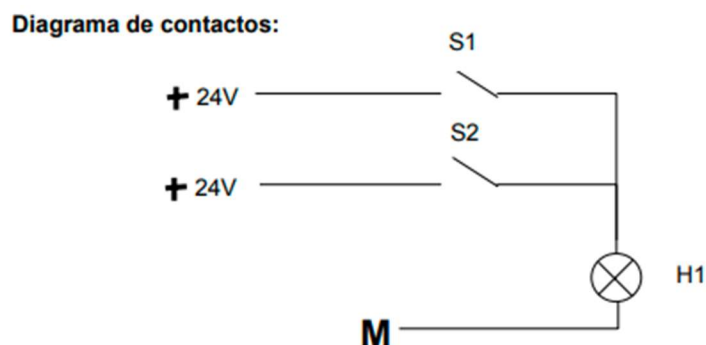 Diagrama de contactos:
S1
+ 24V
S2
+ 24V
H1
M